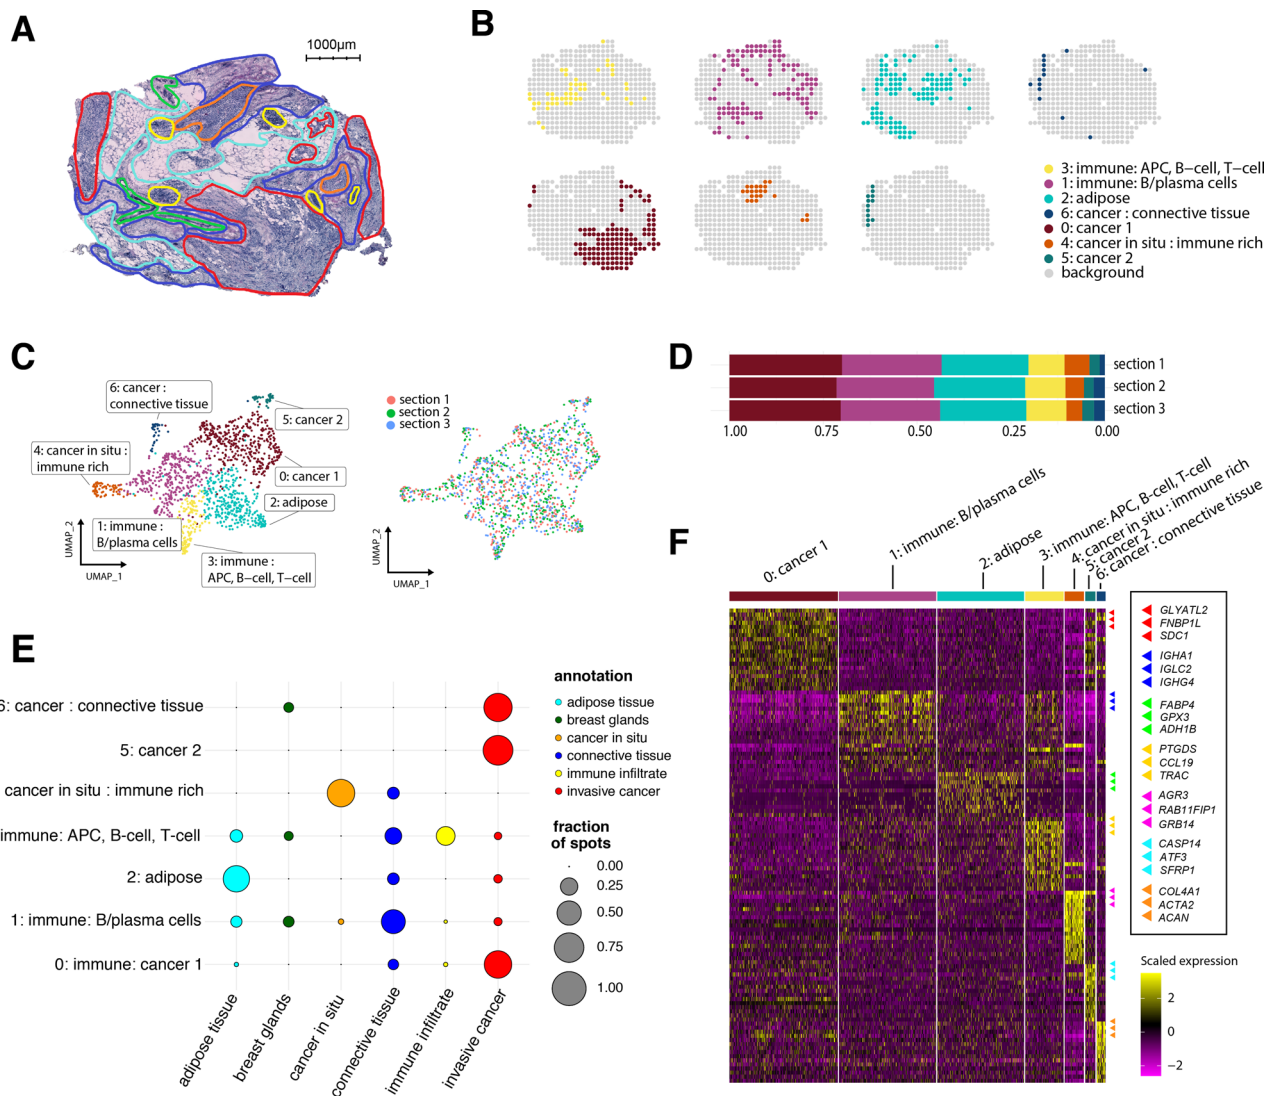 A
1000µm
B
3: immune: APC, B−cell, T−cell
1: immune: B/plasma cells
2: adipose
6: cancer : connective tissue
0: cancer 1
4: cancer in situ : immune rich
5: cancer 2
background
C
6: cancer :
connective tissue
5: cancer 2
4: cancer in situ :
immune rich
0: cancer 1
2: adipose
1: immune :
B/plasma cells
3: immune :
APC, B−cell, T−cell
UMAP_2
UMAP_1
section 1
section 2
section 3
UMAP_2
UMAP_1
D
section 1
section 2
section 3
1.00
0.75
0.50
0.25
0.00
E
6: cancer : connective tissue
5: cancer 2
cancer in situ : immune rich
immune: APC, B-cell, T-cell
2: adipose
1: immune: B/plasma cells
0: immune: cancer 1
adipose tissue
breast glands
cancer in situ
connective tissue
immune infiltrate
invasive cancer
annotation
adipose tissue
breast glands
cancer in situ
connective tissue
immune infiltrate
invasive cancer
fraction
of spots
0.00
0.25
0.50
0.75
1.00
F
0: cancer 1
1: immune: B/plasma cells
2: adipose
3: immune: APC, B-cell, T-cell
4: cancer in situ : immune rich
5: cancer 2
6: cancer : connective tissue
GLYATL2
FNBP1L
SDC1
IGHA1
IGLC2
IGHG4
FABP4
GPX3
ADH1B
PTGDS
CCL19
TRAC
AGR3
RAB11FIP1
GRB14
CASP14
ATF3
SFRP1
COL4A1
ACTA2
ACAN
Scaled expression
2
0
−2